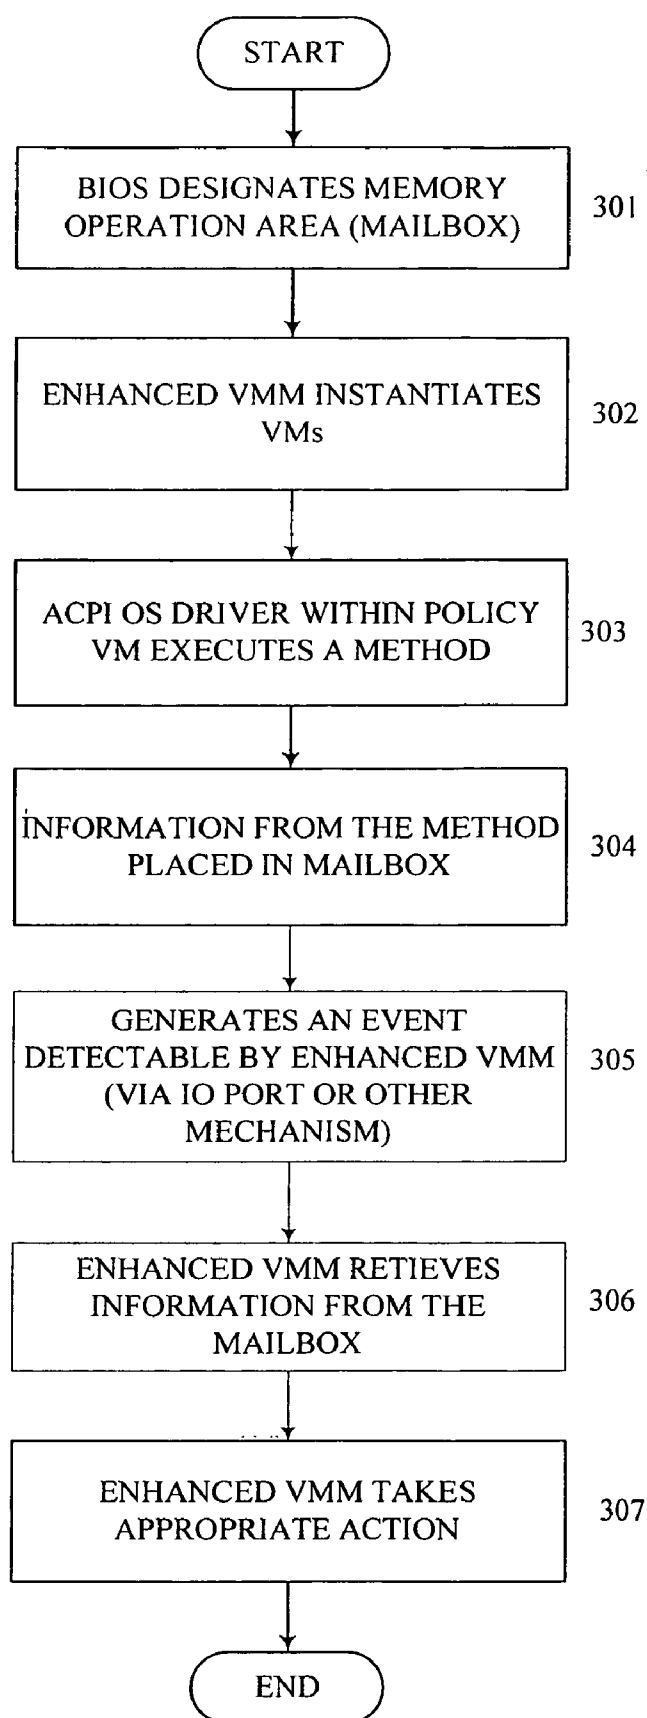 START
BIOS DESIGNATES MEMORY
OPERATION AREA (MAILBOX)
301
ENHANCED VMM INSTANTIATES
VMs
302
ACPI OS DRIVER WITHIN POLICY
VM EXECUTES A METHOD
303
INFORMATION FROM THE METHOD
PLACED IN MAILBOX
304
GENERATES AN EVENT
DETECTABLE BY ENHANCED VMM
(VIA IO PORT OR OTHER
MECHANISM)
305
ENHANCED VMM RETIEVES
INFORMATION FROM THE
MAILBOX
306
ENHANCED VMM TAKES
APPROPRIATE ACTION
307
END